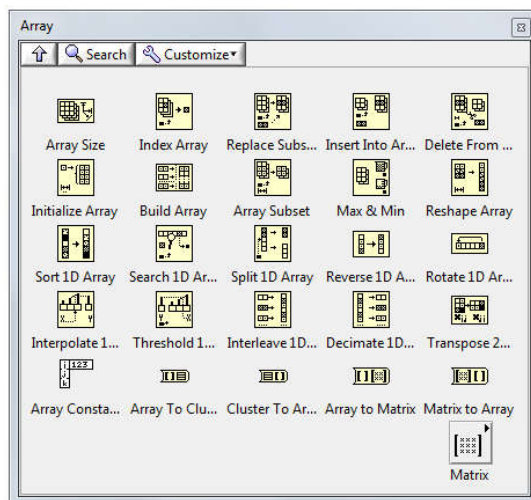 Array
Search Customize
Array Size Index Array Replace Subs... Insert Into Ar... Delete From ...
Initialize Array Build Array Array Subset Max & Min Reshape Array
Sort 1D Array Search 1D Ar... Split 1D Array Reverse 1D A... Rotate 1D Ar...
Interpolate 1... Threshold 1... Interleave 1D... Decimate 1D... Transpose 2...
Array Consta... Array To Clu... Cluster To Ar... Array to Matrix Matrix to Array
Matrix